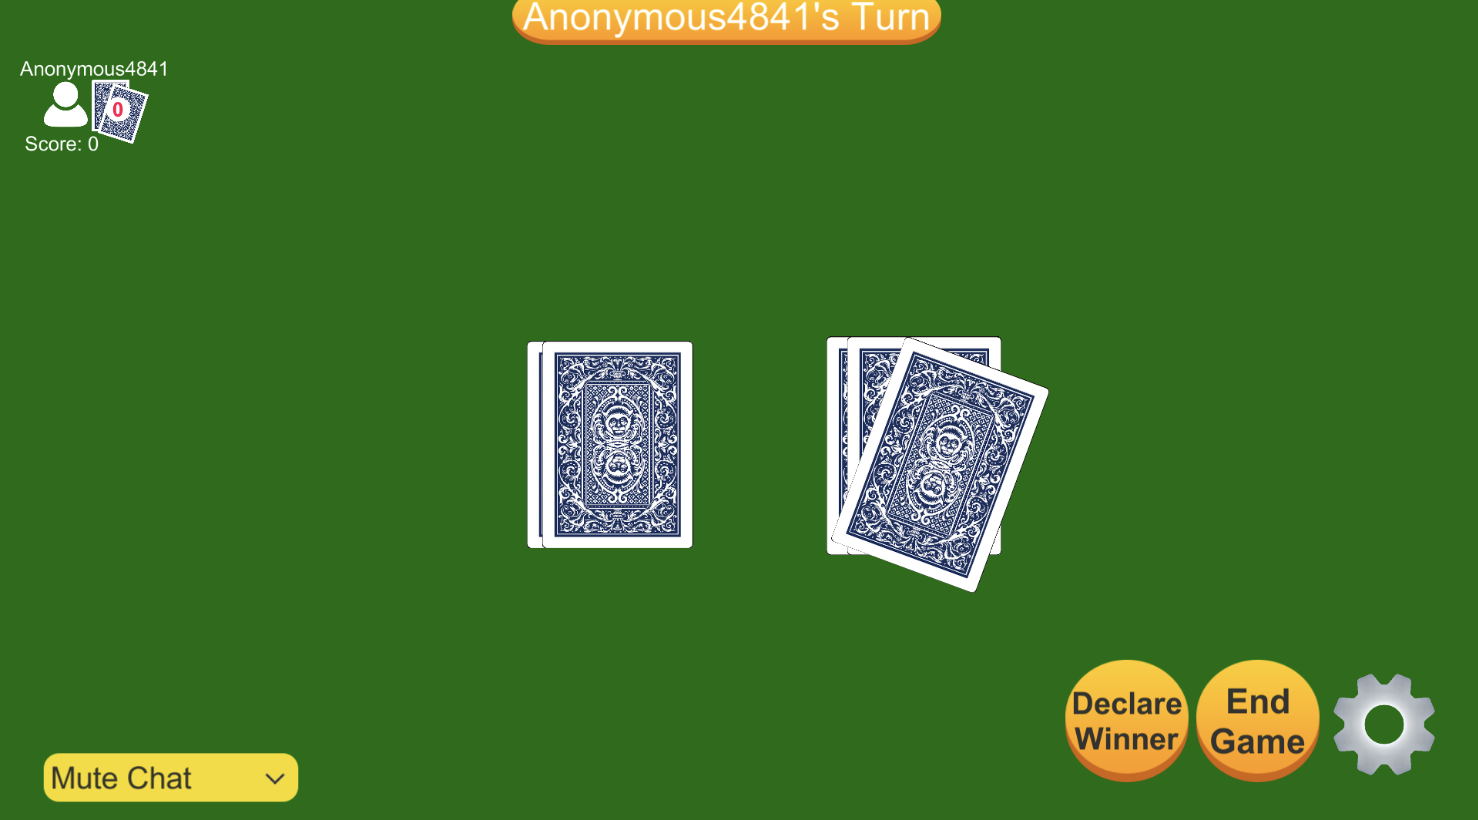 Anonymous4841's Turn
Anonymous4841
0
Score: 0
Declare
Winner
End
Game
Mute Chat